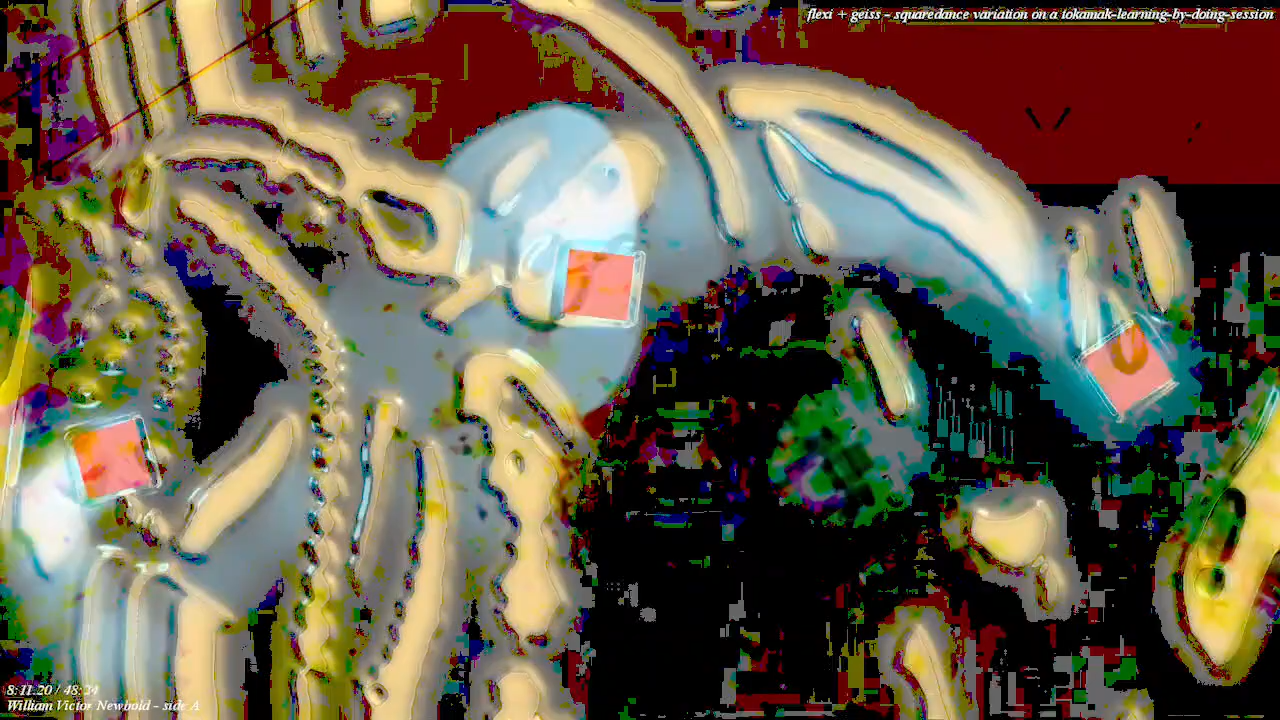 flexi + geiss - squaredance variation on a tokamak-learning-by-doing-session
8:11.20 / 48:24
William Victor Newbold - side A